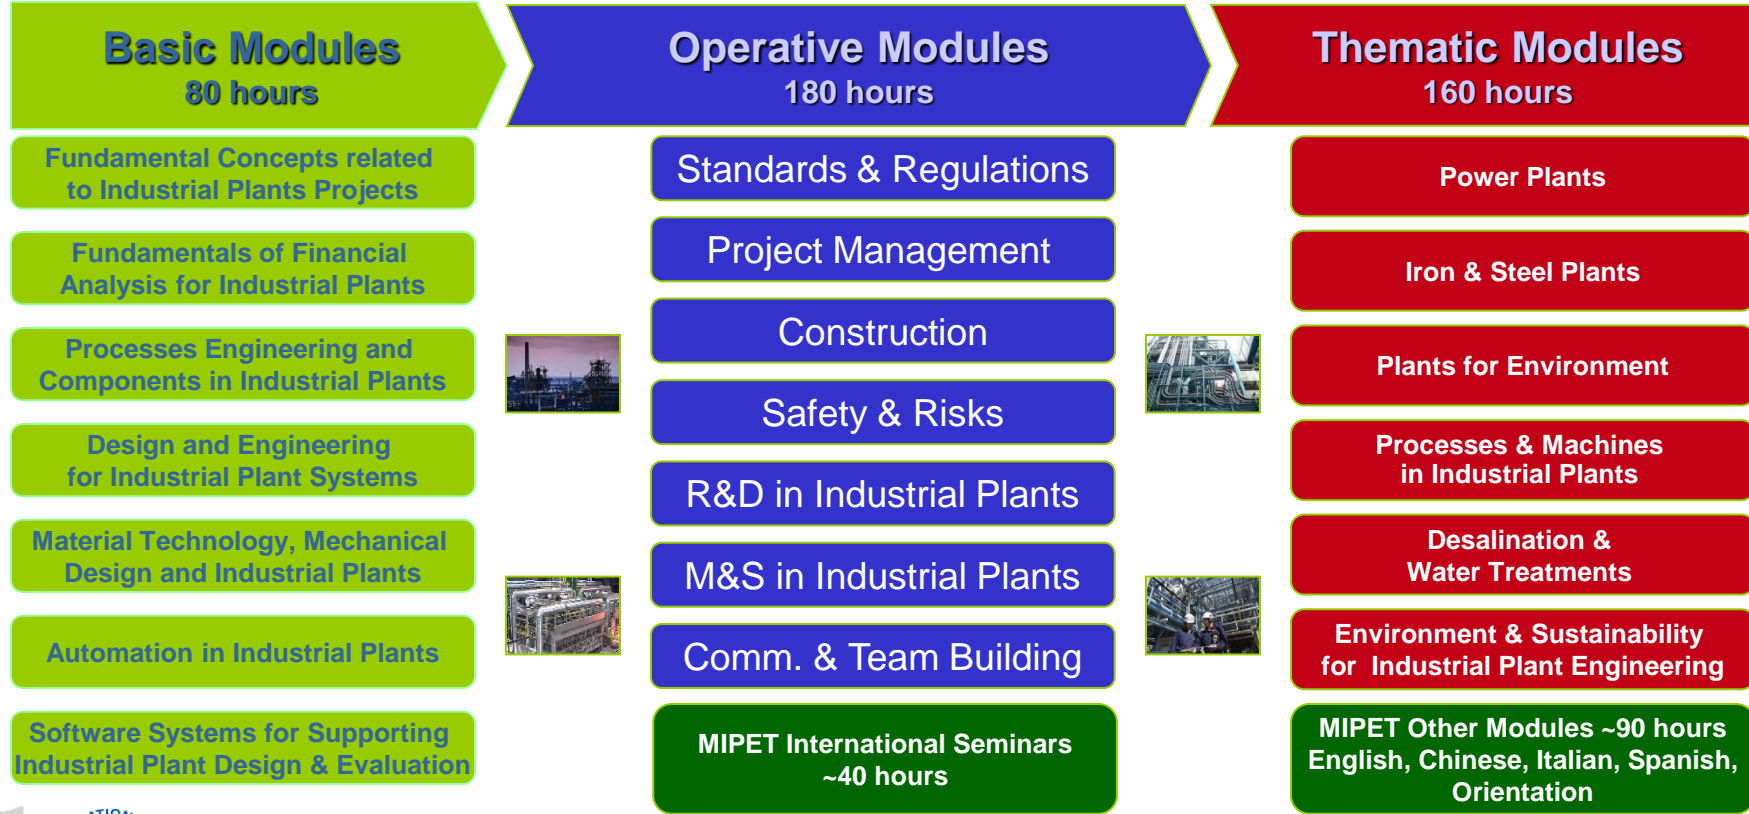 Basic Modules
80 hours
Fundamental Concepts related
to Industrial Plants Projects
Fundamentals of Financial
Analysis for Industrial Plants
Processes Engineering and
Components in Industrial Plants
Design and Engineering
for Industrial Plant Systems
Material Technology, Mechanical
Design and Industrial Plants
Automation in Industrial Plants
Software Systems for Supporting
Industrial Plant Design & Evaluation
Operative Modules
180 hours
Standards & Regulations
Project Management
Construction
Safety & Risks
R&D in Industrial Plants
M&S in Industrial Plants
Comm. & Team Building
MIPET International Seminars
~40 hours
Thematic Modules
160 hours
Power Plants
Iron & Steel Plants
Plants for Environment
Processes & Machines
in Industrial Plants
Desalination &
Water Treatments
Environment & Sustainability
for Industrial Plant Engineering
MIPET Other Modules ~90 hours
English, Chinese, Italian, Spanish,
Orientation